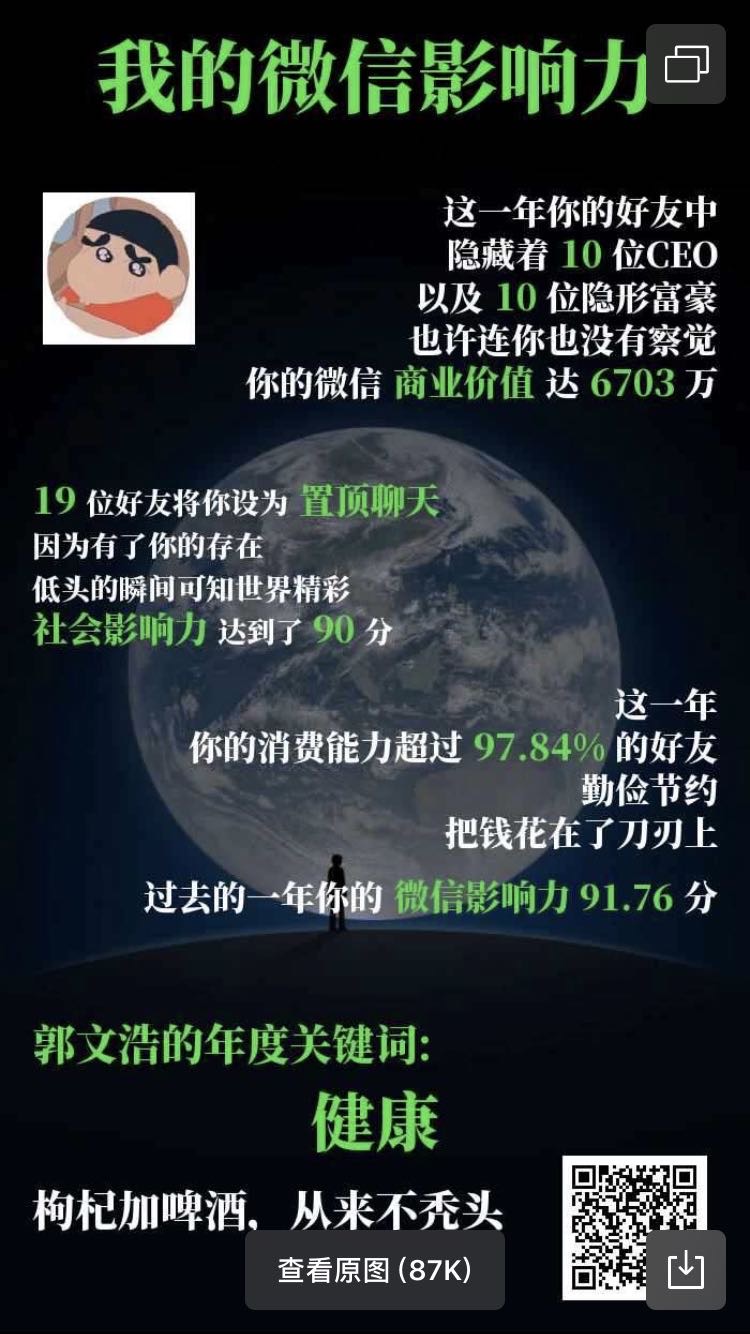 我的微信影响力
这一年你的好友中
隐藏着 10 位CEO
以及 10 位隐形富豪
也许连你也没有察觉
你的微信 商业价值 达 6703 万
19 位好友将你设为 置顶聊天
因为有了你的存在
低头的瞬间可知世界精彩
社会影响力 达到了 90 分
这一年
你的消费能力超过 97.84% 的好友
勤俭节约
把钱花在了刀刃上
过去的一年你的 微信影响力 91.76 分
郭文浩的年度关键词:
健康
枸杞加啤酒，从来不秃头
查看原图 (87K)